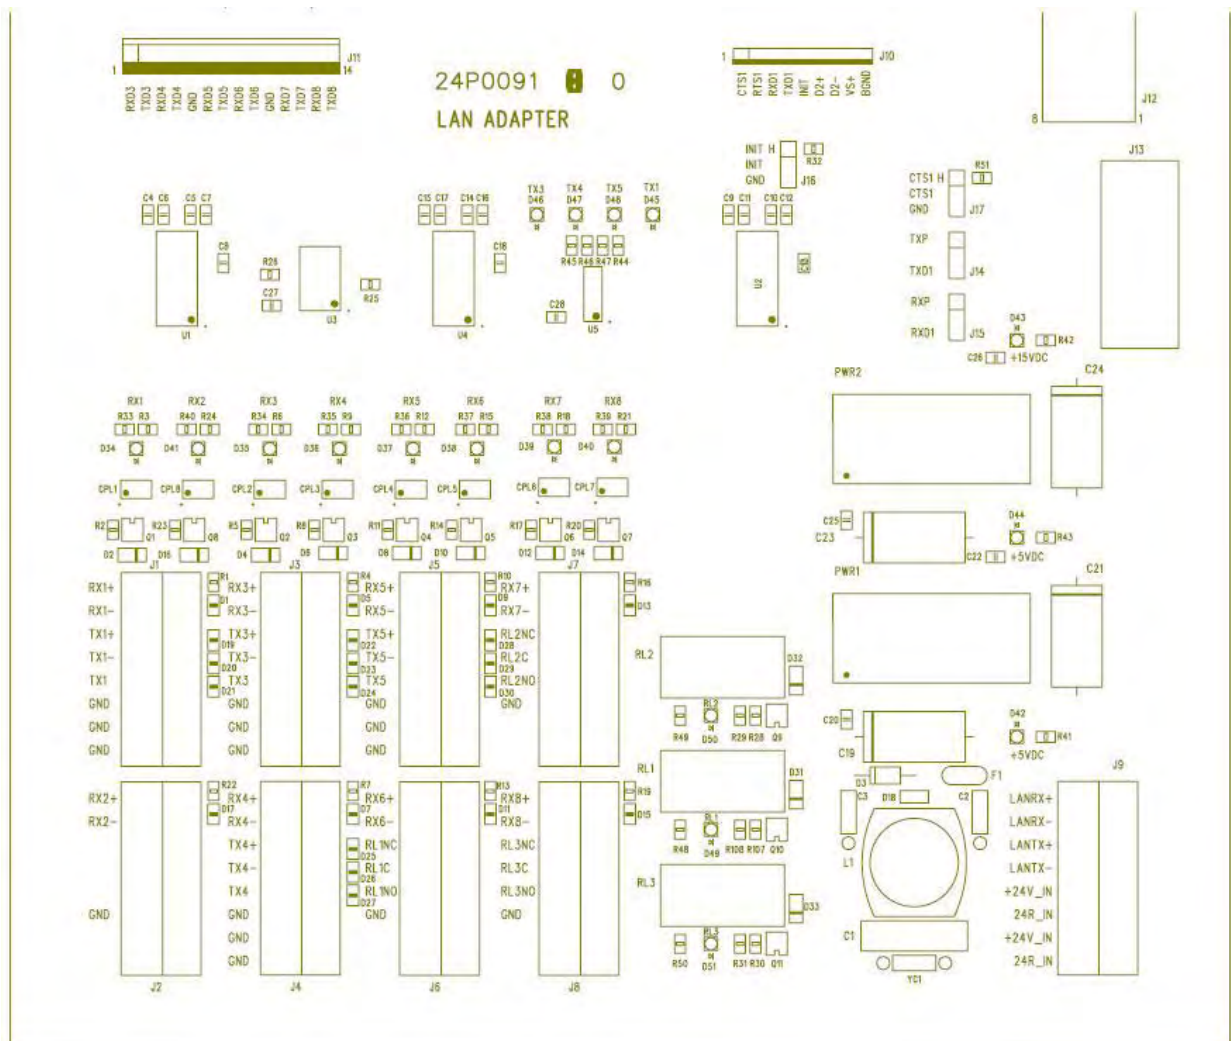 J11
1
14
RXD3 TXD3 RXD4 TXD4 GND RXD5 TXD5 RXD6 TXD6 GND RXD7 TXD7 RXD8 TXD8
24P0091 0
LAN ADAPTER
1
J10
CTS1 RTS1 RXD1 TXD1 INIT D2+ D2- VS+ BGND
J12
8 1
J13
INIT H
R32
INIT
GND
J16
R51
CTS1 H
CTS1
GND
J17
TXP
TXD1
J14
RXP
RXD1
J15
C4 C6 C5 C7
C8
U1
R26
C27
U3
R25
C15 C17 C14 C16
C18
U4
TX3 TX4 TX5 TX1
D46 D47 D48 D45
R45 R46 R47 R44
C28
U5
C9 C11 C10 C12
U2
D43
R42
C26
+15VDC
PWR2
C24
RX1 RX2 RX3 RX4 RX5 RX6 RX7 RX8
R33 R3 R40 R24 R34 R6 R35 R9 R36 R12 R37 R15 R38 R18 R39 R21
D34 D41 D35 D36 D37 D38 D39 D40
CPL1 CPL8 CPL2 CPL3 CPL4 CPL5 CPL6 CPL7
R2 R23 R5 R8 R11 R14 R17 R20
Q1 Q8 Q2 Q3 Q4 Q5 Q6 Q7
D2 D16 D4 D6 D8 D10 D12 D14
C25
C23
D44
R43
C22
+5VDC
PWR1
C21
J1 J3 J5 J7
R1 R4 R10 R16
RX1+ RX3+ RX5+ RX7+
D1 D5 D9 D13
RX1- RX3- RX5- RX7-
TX1+ TX3+ TX5+ RL2NC
D19 D22 D28
TX1- TX3- TX5- RL2C
D20 D23 D29
TX1 TX3 TX5 RL2NO
D21 D24 D30
GND GND GND GND
GND GND GND
GND GND GND
RL2
D32
RL2
R49 D50 R29 R28 Q9
C20
C19
D42
R41
+5VDC
RL1
D31
RL1
R48 D49 R108 R107 Q10
D3
F1
C3 D18 C2
L1
C1
YC1
J9
LANRX+
LANRX-
LANTX+
LANTX-
+24V_IN
24R_IN
+24V_IN
24R_IN
R22 R7 R13 R19
RX2+ RX4+ RX6+ RX8+
D17 D7 D11 D15
RX2- RX4- RX6- RX8-
TX4+ RL1NC RL3NC
D25
TX4- RL1C RL3C
D26
TX4 RL1NO RL3NO
D27
GND GND GND GND
GND
GND
J2 J4 J6 J8
RL3
D33
RL3
R50 D51 R31 R30 Q11